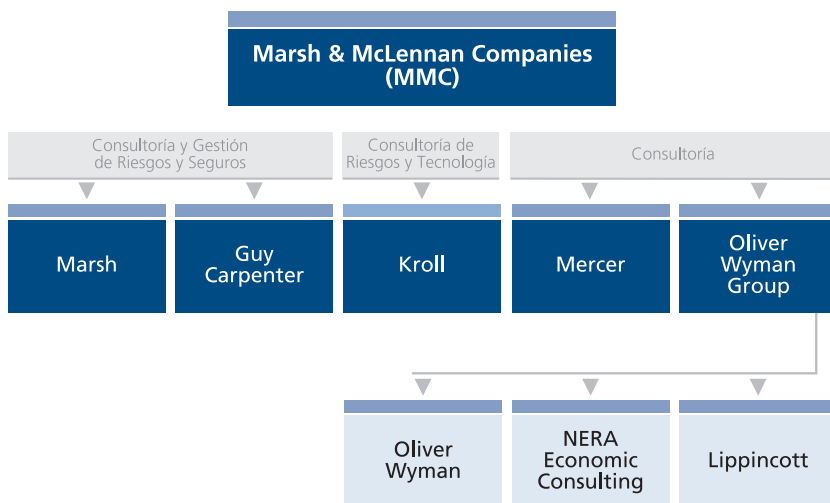 Marsh & McLennan Companies
(MMC)
Consultoría y Gestión
de Riesgos y Seguros
Consultoría de
Riesgos y Tecnología
Consultoría
Marsh
Guy
Carpenter
Kroll
Mercer
Oliver
Wyman
Group
Oliver
Wyman
NERA
Economic
Consulting
Lippincott